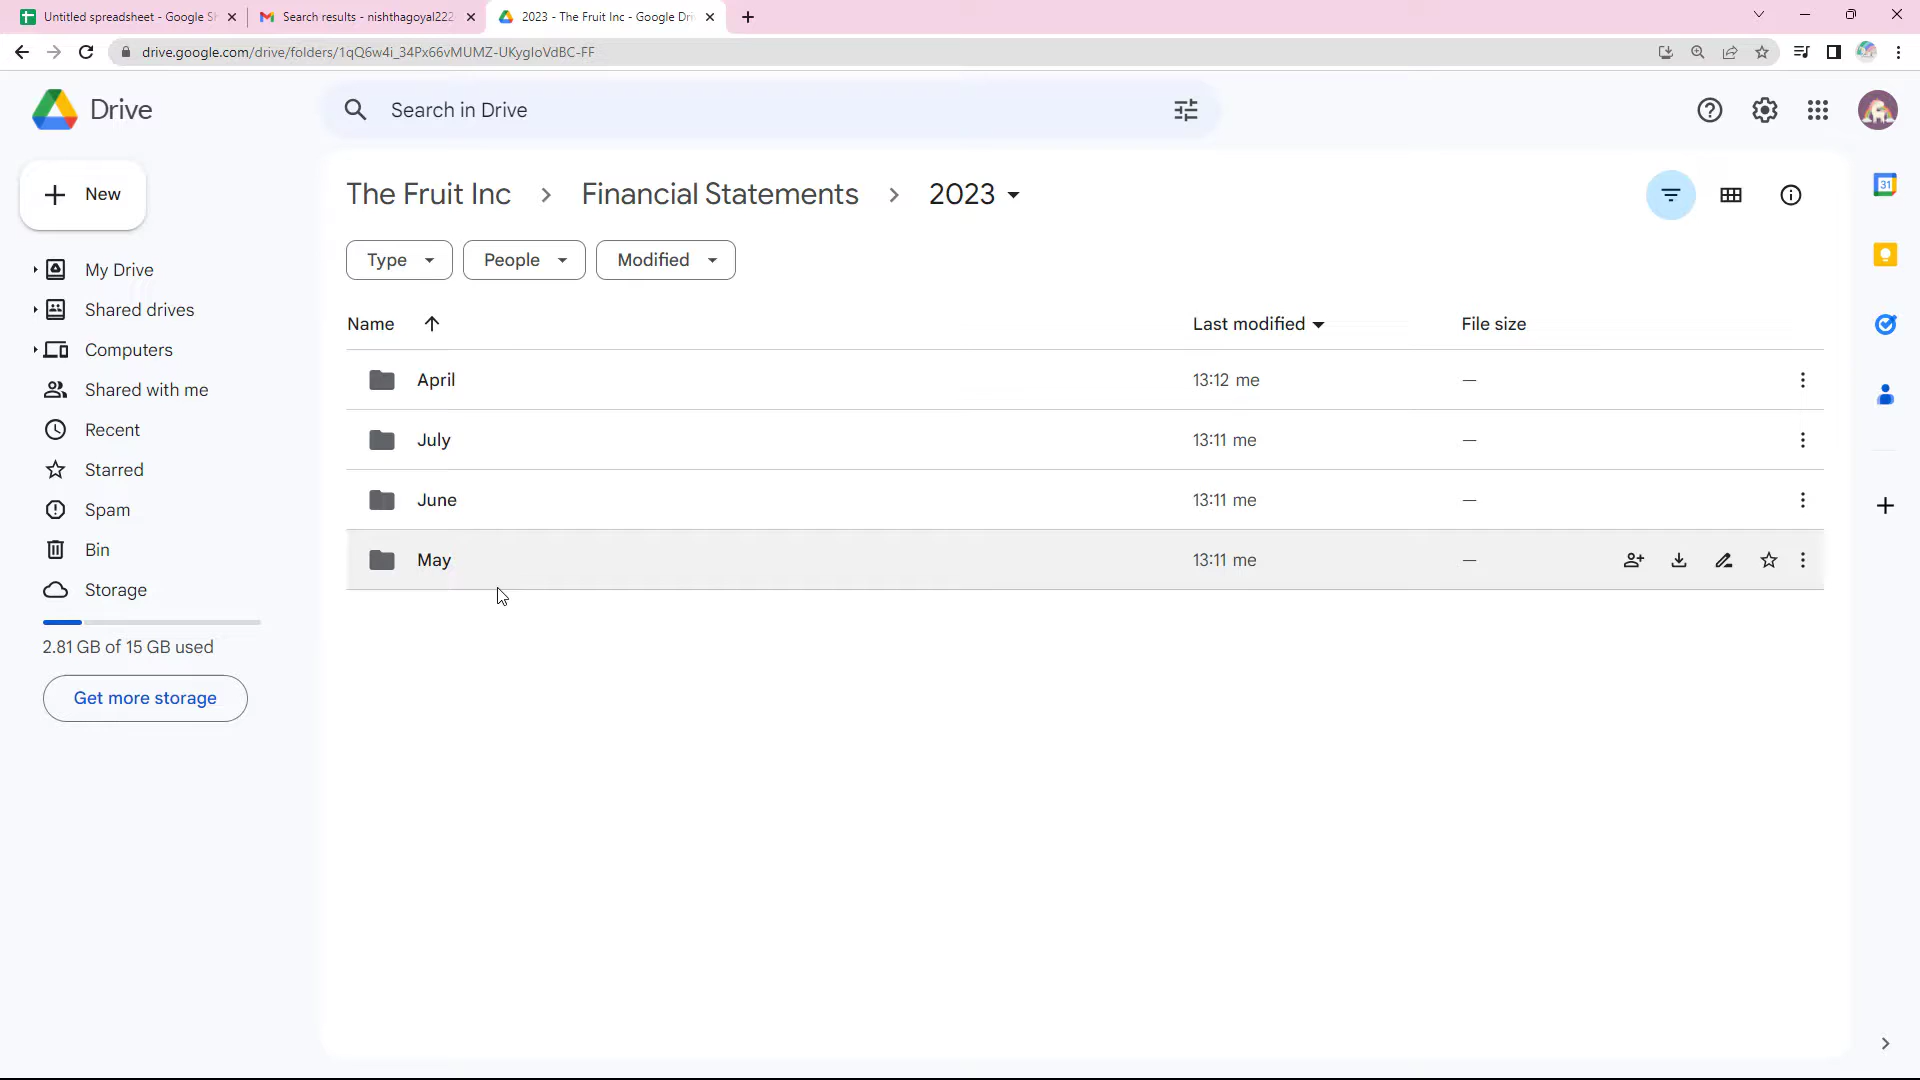 Untitled spreadsheet - Google Sh
Search results - nishthagoyal222
2023 - The Fruit Inc - Google Dri
drive.google.com/drive/folders/1qQ6w4i_34Px66vMUMZ-UKygloVdBC-FF
Drive
Search in Drive
New
The Fruit Inc
Financial Statements
2023
Type
People
Modified
My Drive
Shared drives
Computers
Shared with me
Recent
Starred
Spam
Bin
Storage
2.81 GB of 15 GB used
Get more storage
Name
Last modified
File size
April
13:12 me
—
July
13:11 me
—
June
13:11 me
—
May
13:11 me
—
31